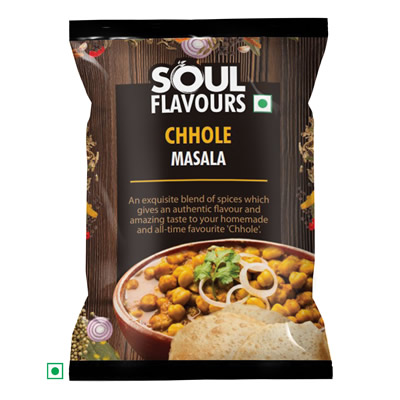 SOUL
FLAVOURS
CHHOLE
MASALA
An exquisite blend of spices which
gives an authentic flavour and
amazing taste to your homemade
and all-time favourite 'Chhole'.